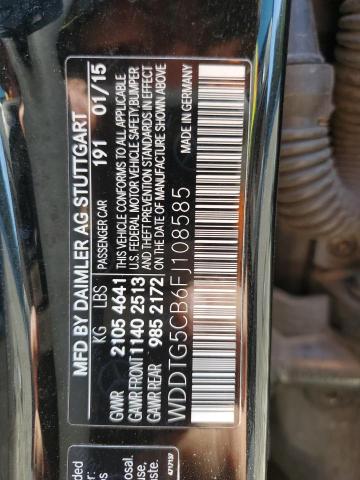 MFD BY DAIMLER AG STUTTGART
KG LBS PASSENGER CAR 191 01/15
GVWR 2105 4641 THIS VEHICLE CONFORMS TO ALL APPLICABLE
GAWR FRONT 1140 2513 U.S. FEDERAL MOTOR VEHICLE SAFETY, BUMPER
GAWR REAR 985 2172 AND THEFT PREVENTION STANDARDS IN EFFECT
ON THE DATE OF MANUFACTURE SHOWN ABOVE
WDDTG5CB6FJ108585 MADE IN GERMANY